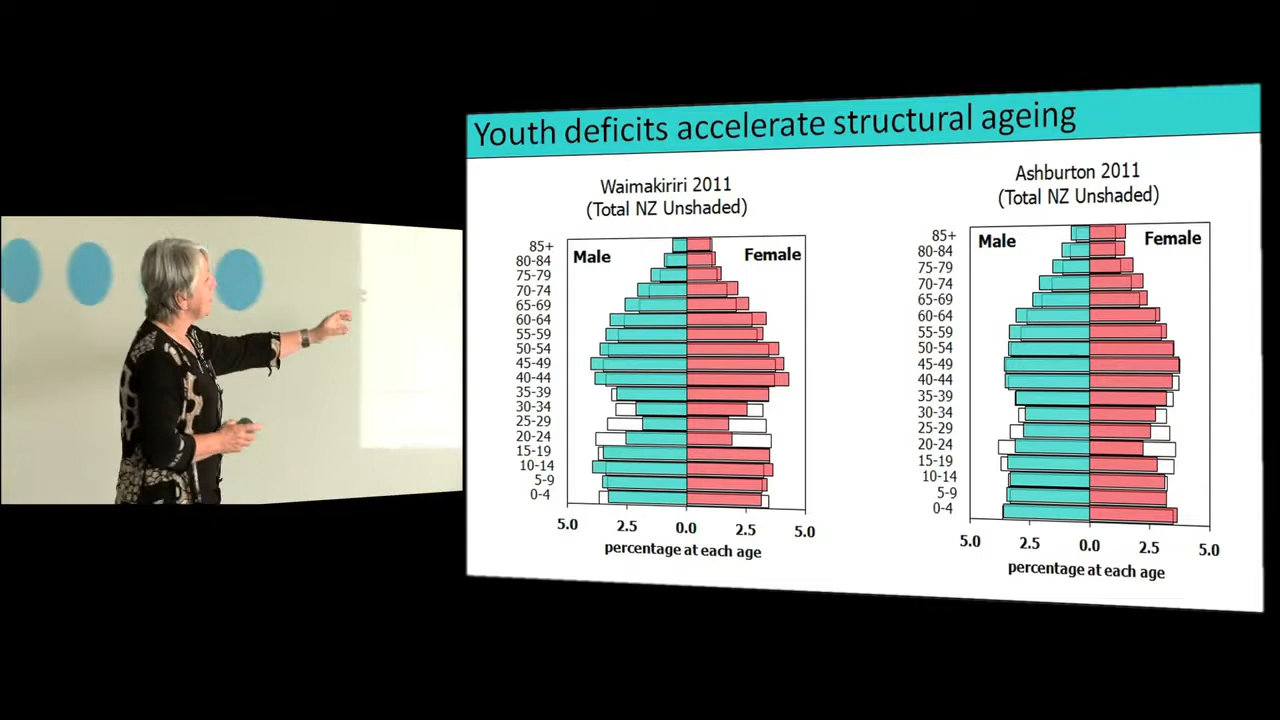 Youth deficits accelerate structural ageing
Waimakiriri 2011
(Total NZ Unshaded)
Male
Female
85+
80-84
75-79
70-74
65-69
60-64
55-59
50-54
45-49
40-44
35-39
30-34
25-29
20-24
15-19
10-14
5-9
0-4
5.0 2.5 0.0 2.5 5.0
percentage at each age
Ashburton 2011
(Total NZ Unshaded)
Male
Female
85+
80-84
75-79
70-74
65-69
60-64
55-59
50-54
45-49
40-44
35-39
30-34
25-29
20-24
15-19
10-14
5-9
0-4
5.0 2.5 0.0 2.5 5.0
percentage at each age